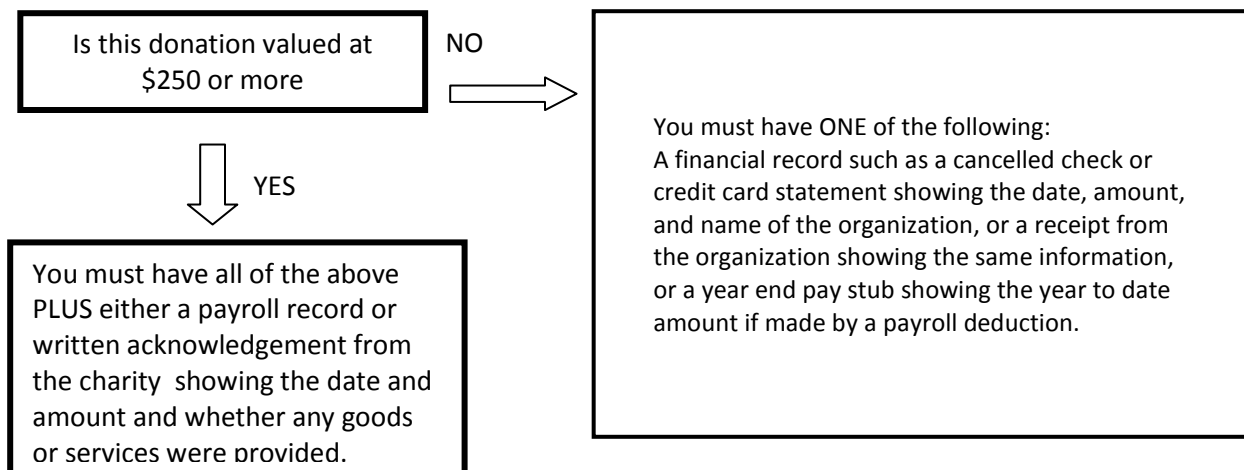 Is this donation valued at
$250 or more
NO
YES
You must have ONE of the following:
A financial record such as a cancelled check or
credit card statement showing the date, amount,
and name of the organization, or a receipt from
the organization showing the same information,
or a year end pay stub showing the year to date
amount if made by a payroll deduction.
You must have all of the above
PLUS either a payroll record or
written acknowledgement from
the charity  showing the date and
amount and whether any goods
or services were provided.